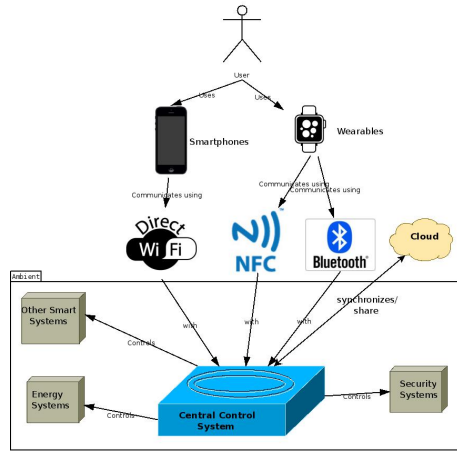 User
Uses
Uses
Smartphones
Wearables
Communicates using
Communicates using
Communicates using
Direct
Wi Fi
NFC
™
Bluetooth®
Cloud
Ambient
synchronizes/
share
Other Smart
Systems
with
with
with
Controls
Energy
Systems
Controls
Central Control
System
Controls
Security
Systems